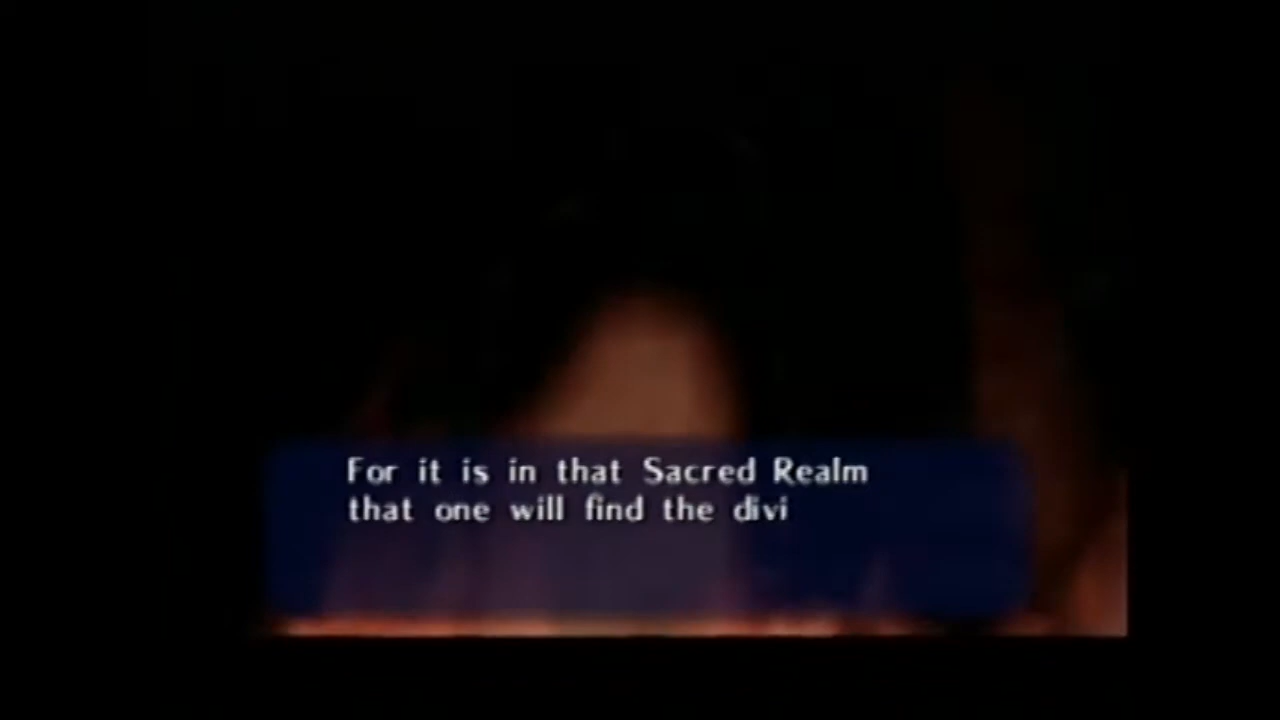 For it is in that Sacred Realm
that one will find the divi